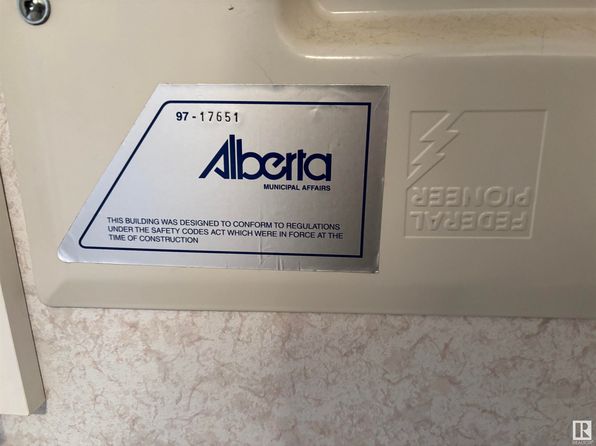 97-17651
Alberta
MUNICIPAL AFFAIRS
THIS BUILDING WAS DESIGNED TO CONFORM TO REGULATIONS
UNDER THE SAFETY CODES ACT WHICH WERE IN FORCE AT THE
TIME OF CONSTRUCTION
FEDERAL
PIONEER